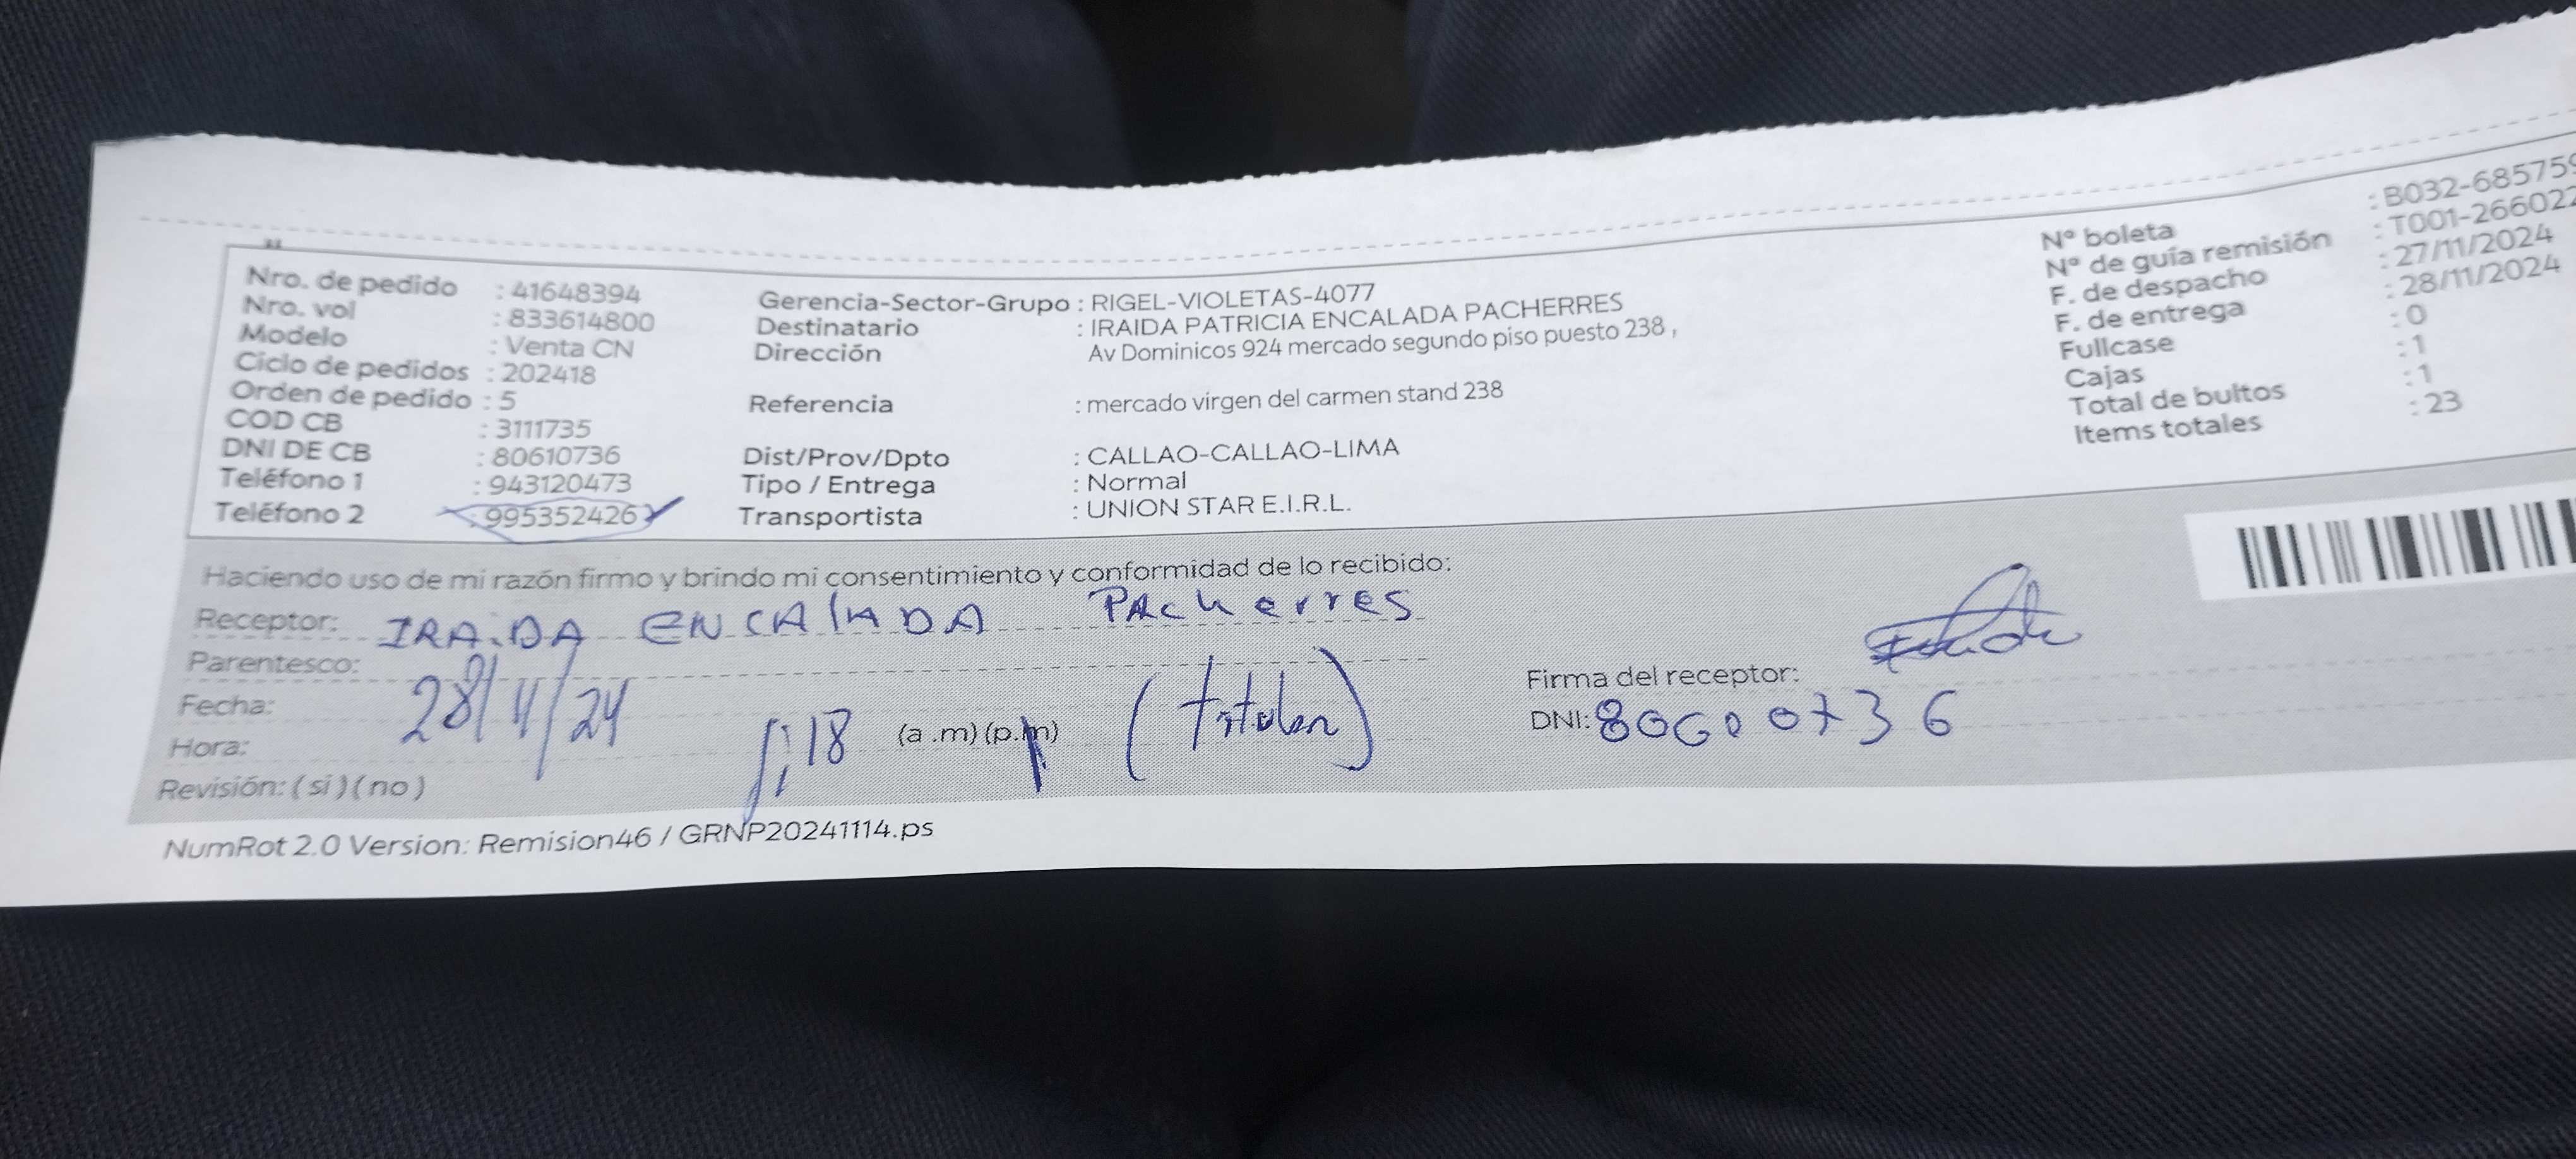 Nro. de pedido : 41648394
Nro. vol : 833614800
Modelo : Venta CN
Ciclo de pedidos : 202418
Orden de pedido : 5
COD CB : 3111735
DNI DE CB : 80610736
Teléfono 1 : 943120473
Teléfono 2 : 995352426
Gerencia-Sector-Grupo : RIGEL-VIOLETAS-4077
Destinatario : IRAIDA PATRICIA ENCALADA PACHERRES
Dirección Av Dominicos 924 mercado segundo piso puesto 238 ,
Referencia : mercado virgen del carmen stand 238
Dist/Prov/Dpto : CALLAO-CALLAO-LIMA
Tipo / Entrega : Normal
Transportista : UNION STAR E.I.R.L.
Nº boleta : B032-685759
Nº de guía remisión : T001-266022
F. de despacho : 27/11/2024
F. de entrega : 28/11/2024
Fullcase : 0
Cajas : 1
Total de bultos : 1
Items totales : 23
Haciendo uso de mi razón firmo y brindo mi consentimiento y conformidad de lo recibido:
Receptor: IRAIDA ENCALADA PACherres
Parentesco:
Fecha: 28/11/24
Hora: :18 (a .m) (p.m) (titular)
Revisión: ( si ) ( no )
Firma del receptor:
DNI: 80610736
NumRot 2.0 Version: Remision46 / GRNP20241114.ps